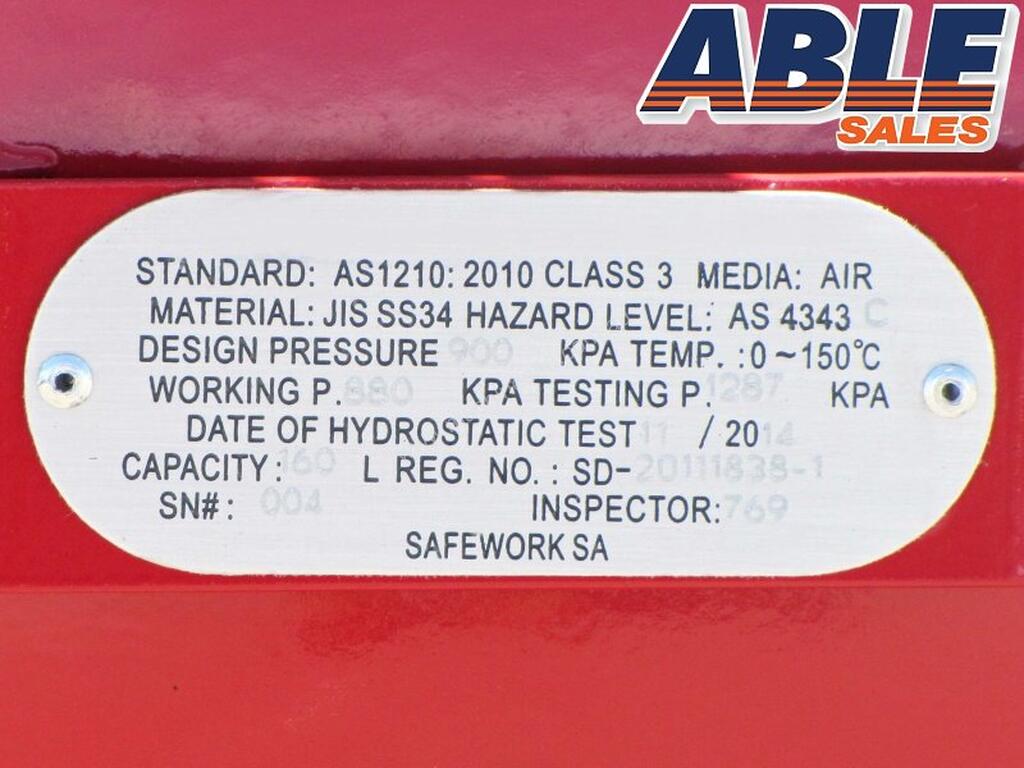 ABLE
SALES
STANDARD: AS1210: 2010 CLASS 3 MEDIA: AIR
MATERIAL: JIS SS34 HAZARD LEVEL: AS 4343 C
DESIGN PRESSURE 900 KPA TEMP. :0~150℃
WORKING P. 880 KPA TESTING P. 1287 KPA
DATE OF HYDROSTATIC TEST 11 / 2014
CAPACITY: 160 L REG. NO. : SD-20111838-1
SN#: 004 INSPECTOR: 769
SAFEWORK SA